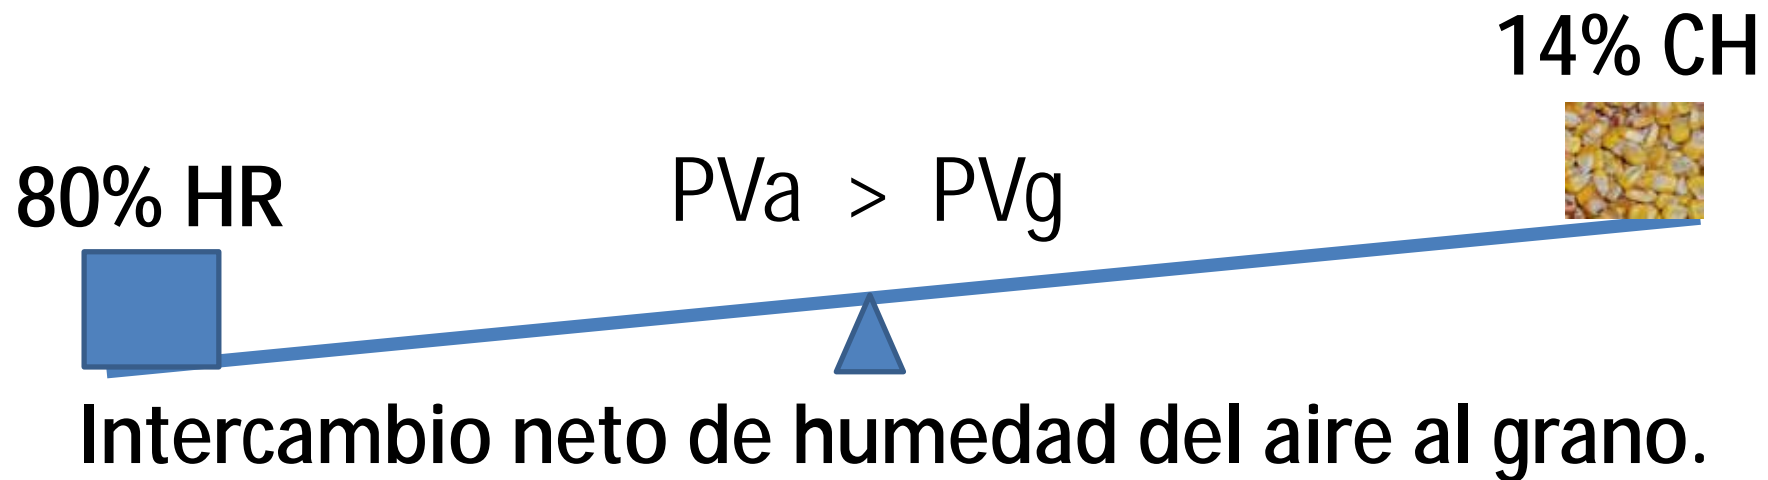 14% CH
80% HR
PVa > PVg
Intercambio neto de humedad del aire al grano.